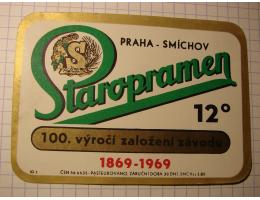 PRAHA - SMÍCHOV
S
Staropramen
12°
100. výročí založení závodu
1869-1969